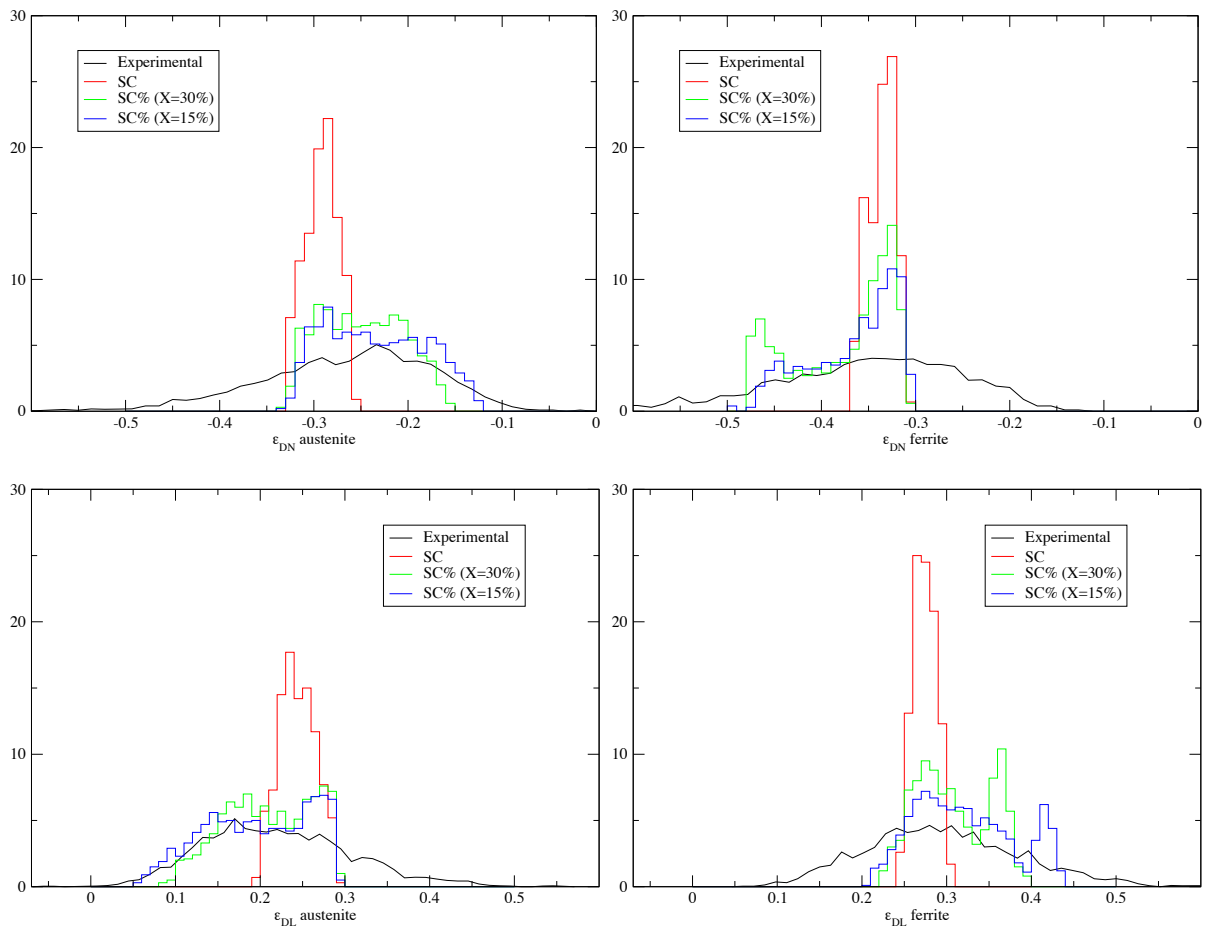 30
20
10
0
Experimental
SC
SC% (X=30%)
SC% (X=15%)
-0.5 -0.4 -0.3 -0.2 -0.1 0
εDN austenite
30
20
10
0
Experimental
SC
SC% (X=30%)
SC% (X=15%)
-0.5 -0.4 -0.3 -0.2 -0.1 0
εDN ferrite
30
20
10
0
Experimental
SC
SC% (X=30%)
SC% (X=15%)
0 0.1 0.2 0.3 0.4 0.5
εDL austenite
30
20
10
0
Experimental
SC
SC% (X=30%)
SC% (X=15%)
0 0.1 0.2 0.3 0.4 0.5
εDL ferrite